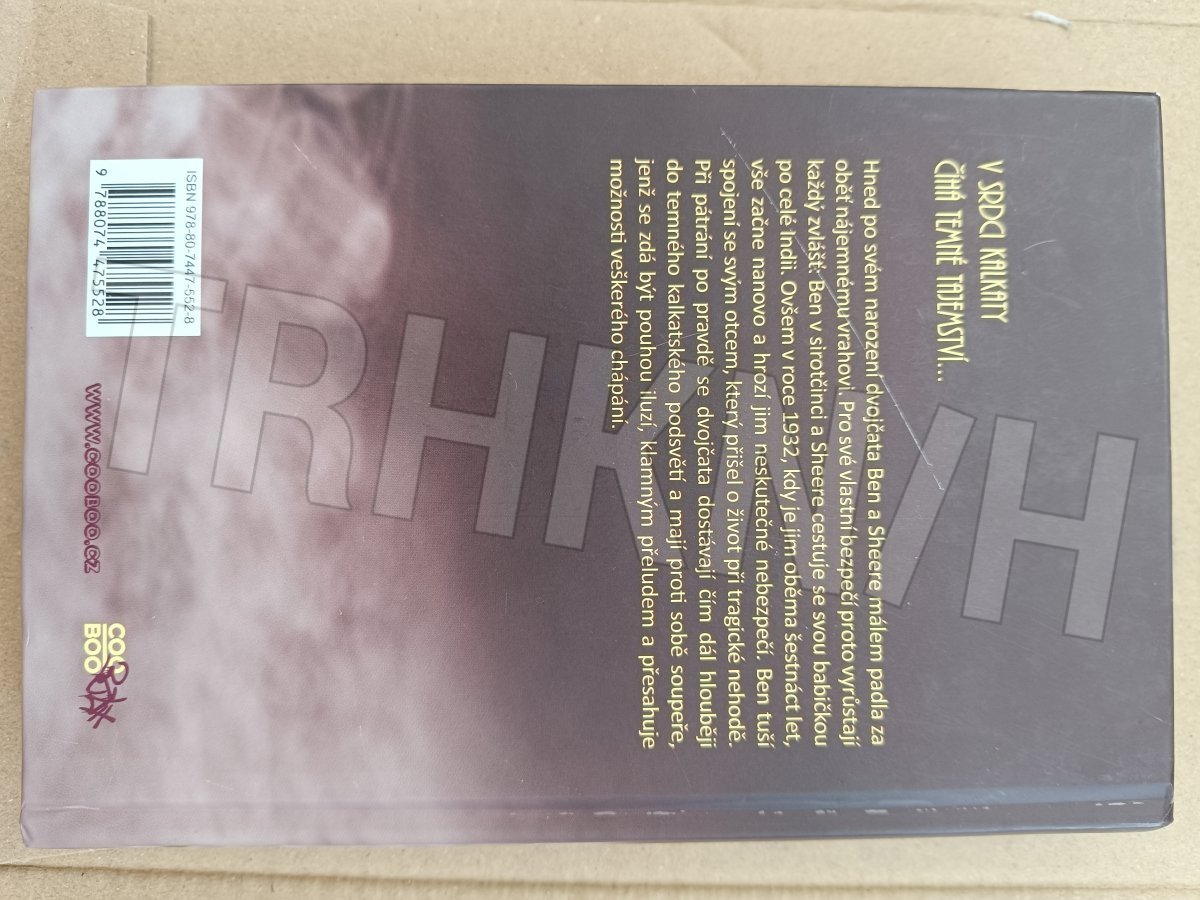 V SRDCI KALKATY
ČÍHÁ TEMNÉ TAJEMSTVÍ...
Hned po svém narození dvojčata Ben a Sheere málem padla za
oběť nájemnému vrahovi. Pro své vlastní bezpečí proto vyrůstají
každý zvlášť: Ben v sirotčinci a Sheere cestuje se svou babičkou
po celé Indii. Ovšem v roce 1932, kdy je jim oběma šestnáct let,
vše začne nanovo a hrozí jim neskutečné nebezpečí. Ben tuší
spojení se svým otcem, který přišel o život při tragické nehodě.
Při pátrání po pravdě se dvojčata dostávají čím dál hlouběji
do temného kalkatského podsvětí a mají proti sobě soupeře,
jenž se zdá být pouhou iluzí, klamným přeludem a přesahuje
možnosti veškerého chápání.
ISBN 978-80-7447-552-8
9 788074 475528
WWW.COOBOO.CZ
COO
BOO
TRHKNIH